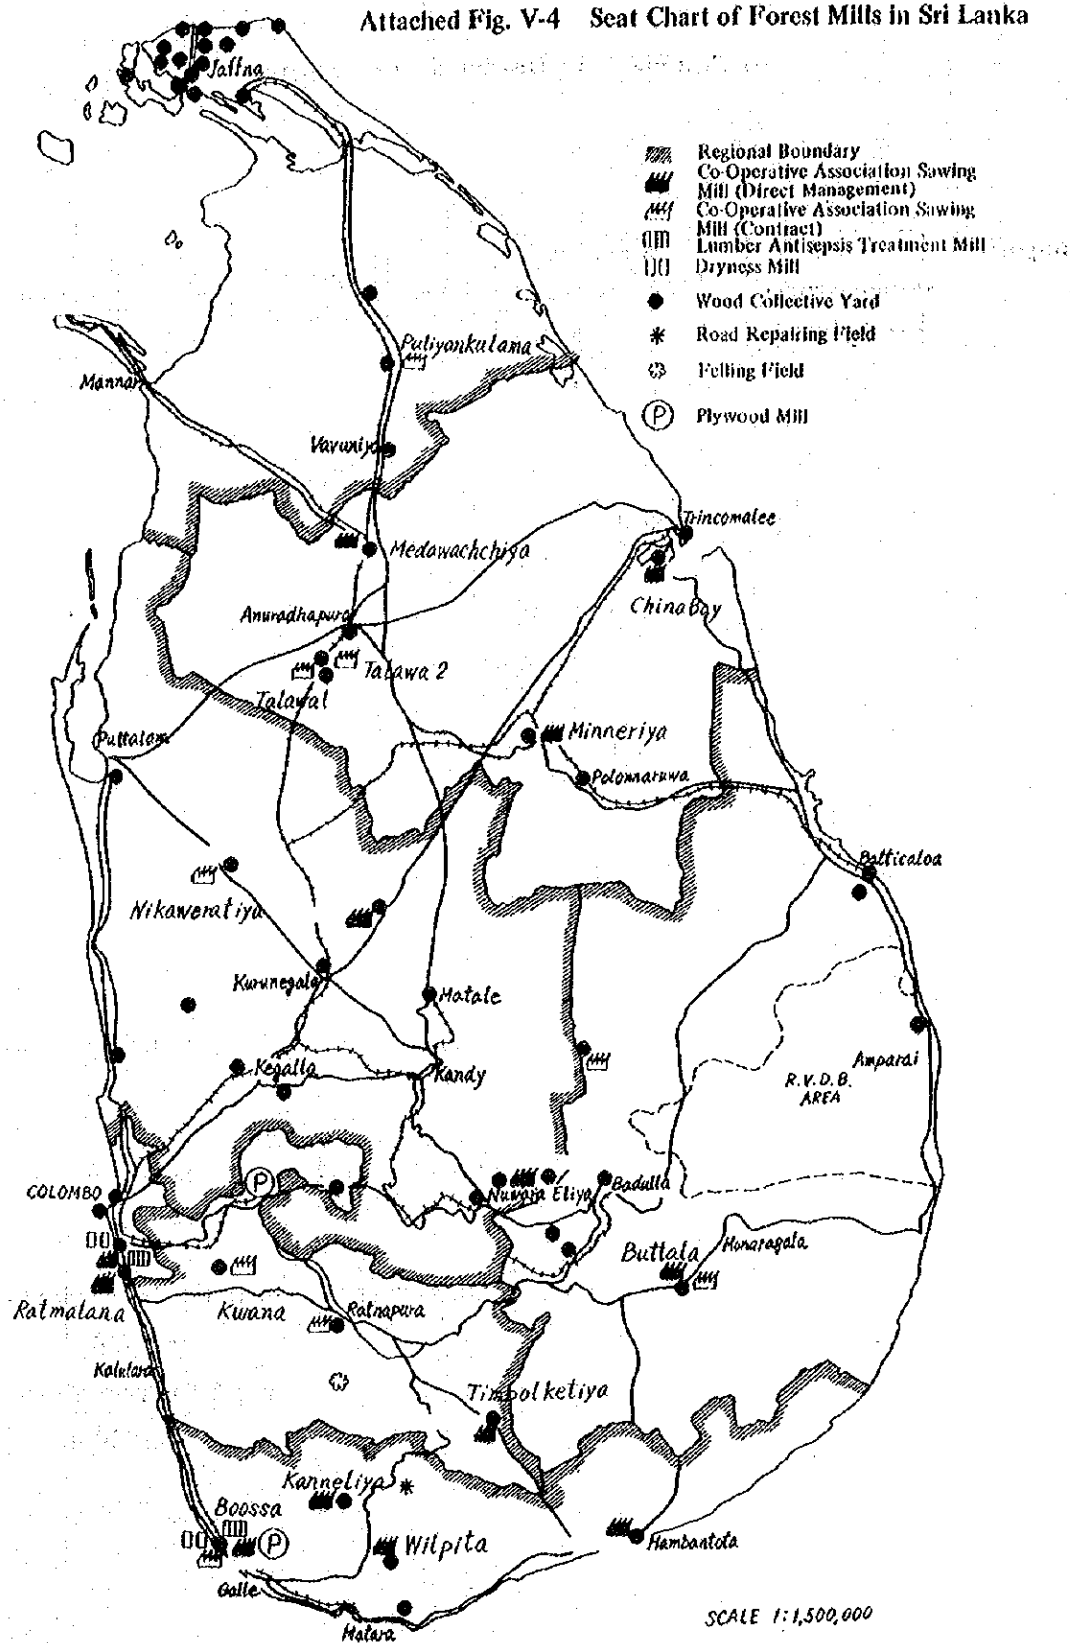 Attached Fig. V-4 Seat Chart of Forest Mills in Sri Lanka
Jaffna
Regional Boundary
Co-Operative Association Sawing
Mill (Direct Management)
Co-Operative Association Sawing
Mill (Contract)
Lumber Antisepsis Treatment Mill
Dryness Mill
Wood Collective Yard
Road Repairing Field
Felling Field
P Plywood Mill
Puliyankulama
Mannar
Vavuniya
Trincomalee
Medawachchiya
China Bay
Anuradhapura
Talawa 2
Talawa1
Puttalam
Minneriya
Polonnaruwa
Batticaloa
Nikaweratiya
Kurunegala
Matale
Amparai
Kegalla
Kandy
R.V.D.B.
AREA
P
COLOMBO
Nuwara Eliya
Badulla
Buttala
Monaragala
Ratmalana
Kwana
Ratnapura
Kalutara
Timbolketiya
Kanneliya
Boossa
P
Wilpita
Hambantota
Galle
Matara
SCALE 1:1,500,000